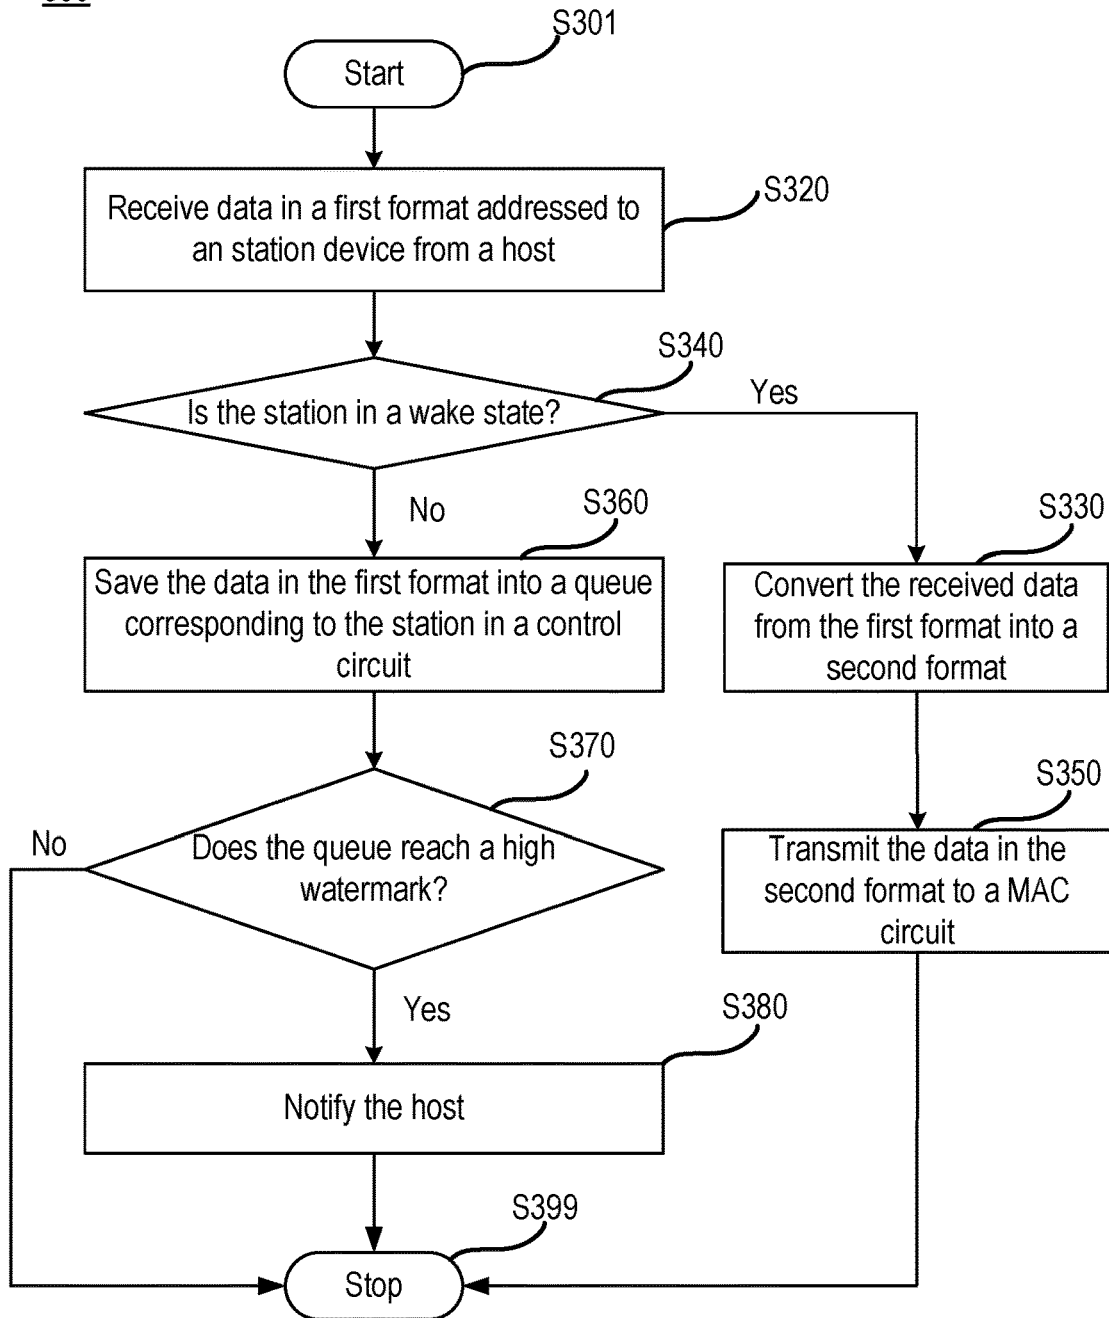 S301
Start
S320
Receive data in a first format addressed to
an station device from a host
S340
Is the station in a wake state?
Yes
No
S360
S330
Save the data in the first format into a queue
corresponding to the station in a control
circuit
Convert the received data
from the first format into a
second format
S370
S350
No
Does the queue reach a high
watermark?
Transmit the data in the
second format to a MAC
circuit
Yes
S380
Notify the host
S399
Stop